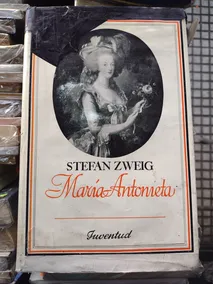 STEFAN ZWEIG
María Antonieta
Juventud